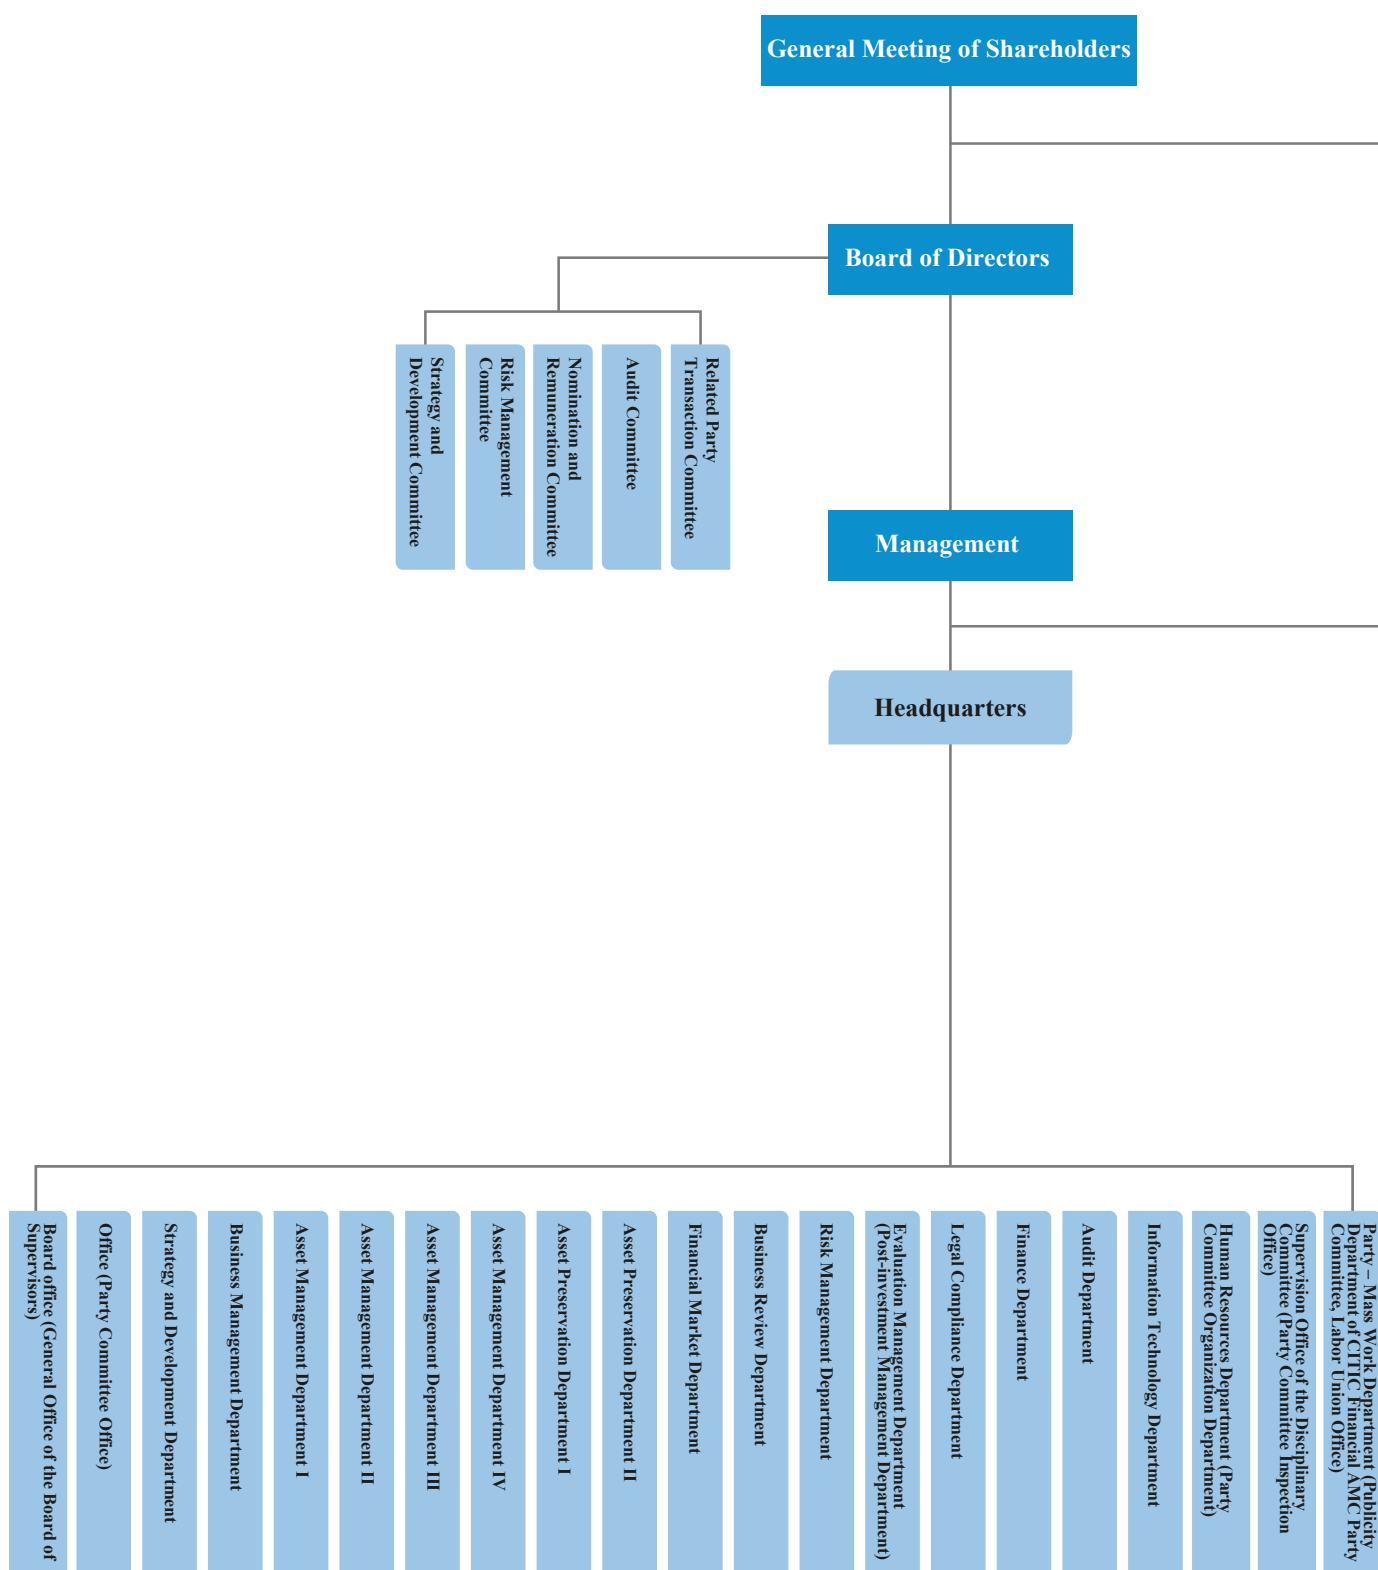 General Meeting of Shareholders
Board of Directors
Strategy and
Development Committee
Risk Management
Committee
Nomination and
Remuneration Committee
Audit Committee
Related Party
Transaction Committee
Management
Headquarters
Board office (General Office of the Board of
Supervisors)
Office (Party Committee Office)
Strategy and Development Department
Business Management Department
Asset Management Department I
Asset Management Department II
Asset Management Department III
Asset Management Department IV
Asset Preservation Department I
Asset Preservation Department II
Financial Market Department
Business Review Department
Risk Management Department
Evaluation Management Department
(Post-investment Management Department)
Legal Compliance Department
Finance Department
Audit Department
Information Technology Department
Human Resources Department (Party
Committee Organization Department)
Supervision Office of the Disciplinary
Committee (Party Committee Inspection
Office)
Party – Mass Work Department (Publicity
Department of CITIC Financial AMC Party
Committee, Labor Union Office)